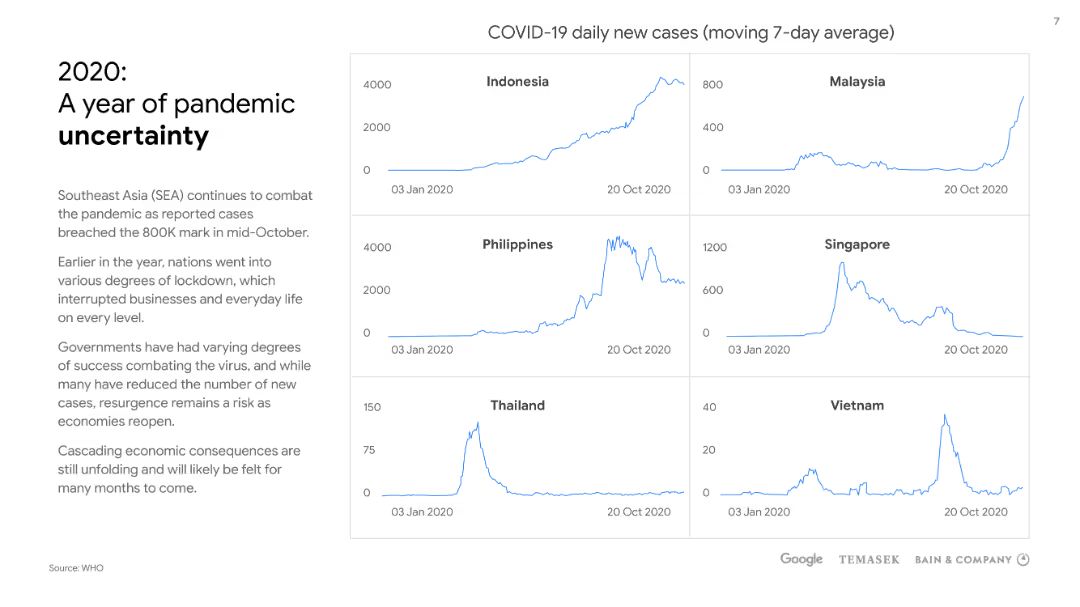 7
COVID-19 daily new cases (moving 7-day average)
2020:
A year of pandemic
uncertainty
Southeast Asia (SEA) continues to combat
the pandemic as reported cases
breached the 800K mark in mid-October.
Earlier in the year, nations went into
various degrees of lockdown, which
interrupted businesses and everyday life
on every level.
Governments have had varying degrees
of success combating the virus, and while
many have reduced the number of new
cases, resurgence remains a risk as
economies reopen.
Cascading economic consequences are
still unfolding and will likely be felt for
many months to come.
Indonesia
4000
2000
0
03 Jan 2020 20 Oct 2020
Malaysia
800
400
0
03 Jan 2020 20 Oct 2020
Philippines
4000
2000
0
03 Jan 2020 20 Oct 2020
Singapore
1200
600
0
03 Jan 2020 20 Oct 2020
Thailand
150
75
0
03 Jan 2020 20 Oct 2020
Vietnam
40
20
0
03 Jan 2020 20 Oct 2020
Source: WHO
Google TEMASEK BAIN & COMPANY